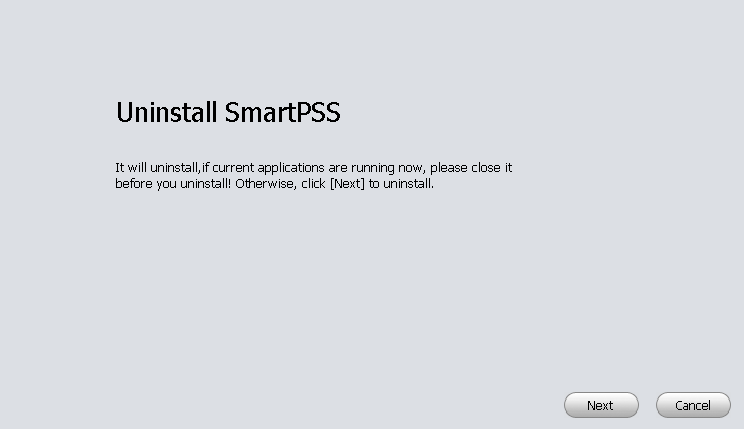 Uninstall SmartPSS
It will uninstall,if current applications are running now, please close it
before you uninstall! Otherwise, click [Next] to uninstall.
Next Cancel